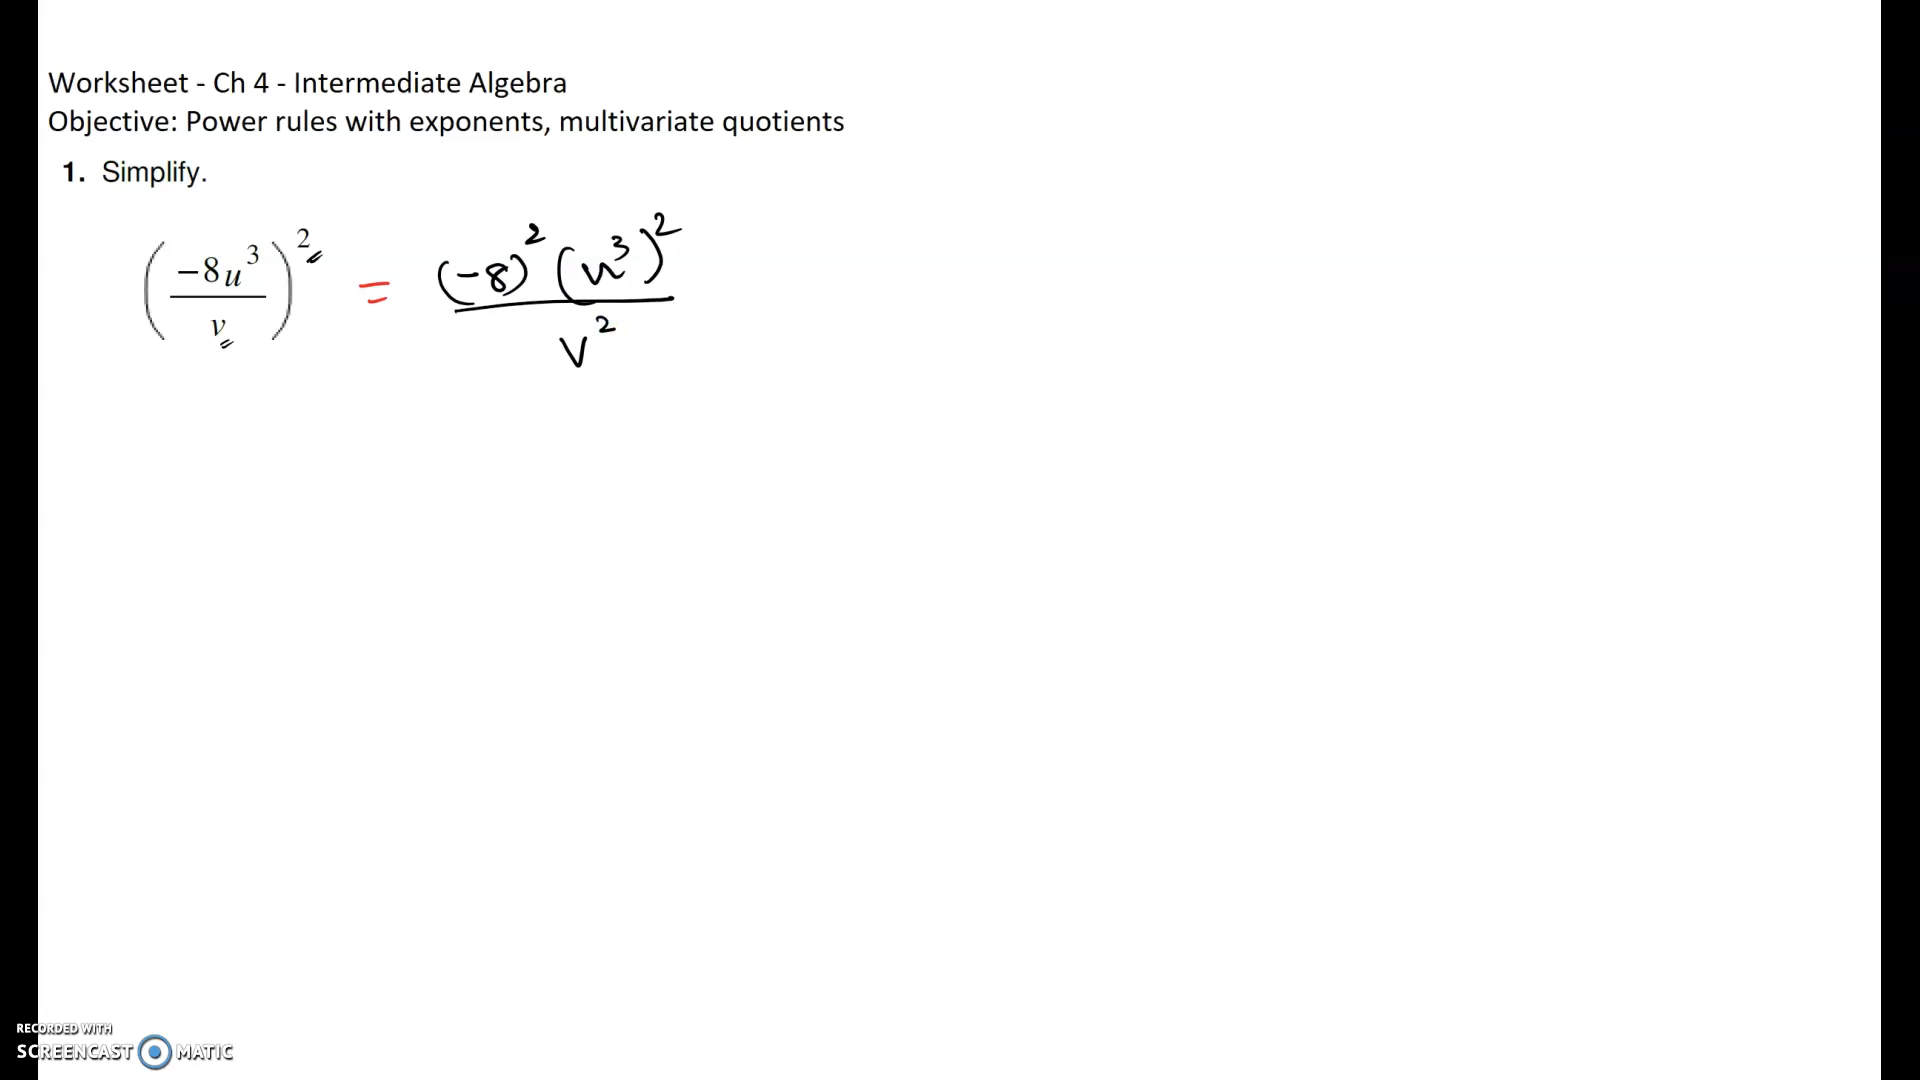 Worksheet - Ch 4 - Intermediate Algebra
Objective: Power rules with exponents, multivariate quotients
1. Simplify.
(−8u³/v)² = (-8)² (u³)² / v²
RECORDED WITH
SCREENCAST MATIC